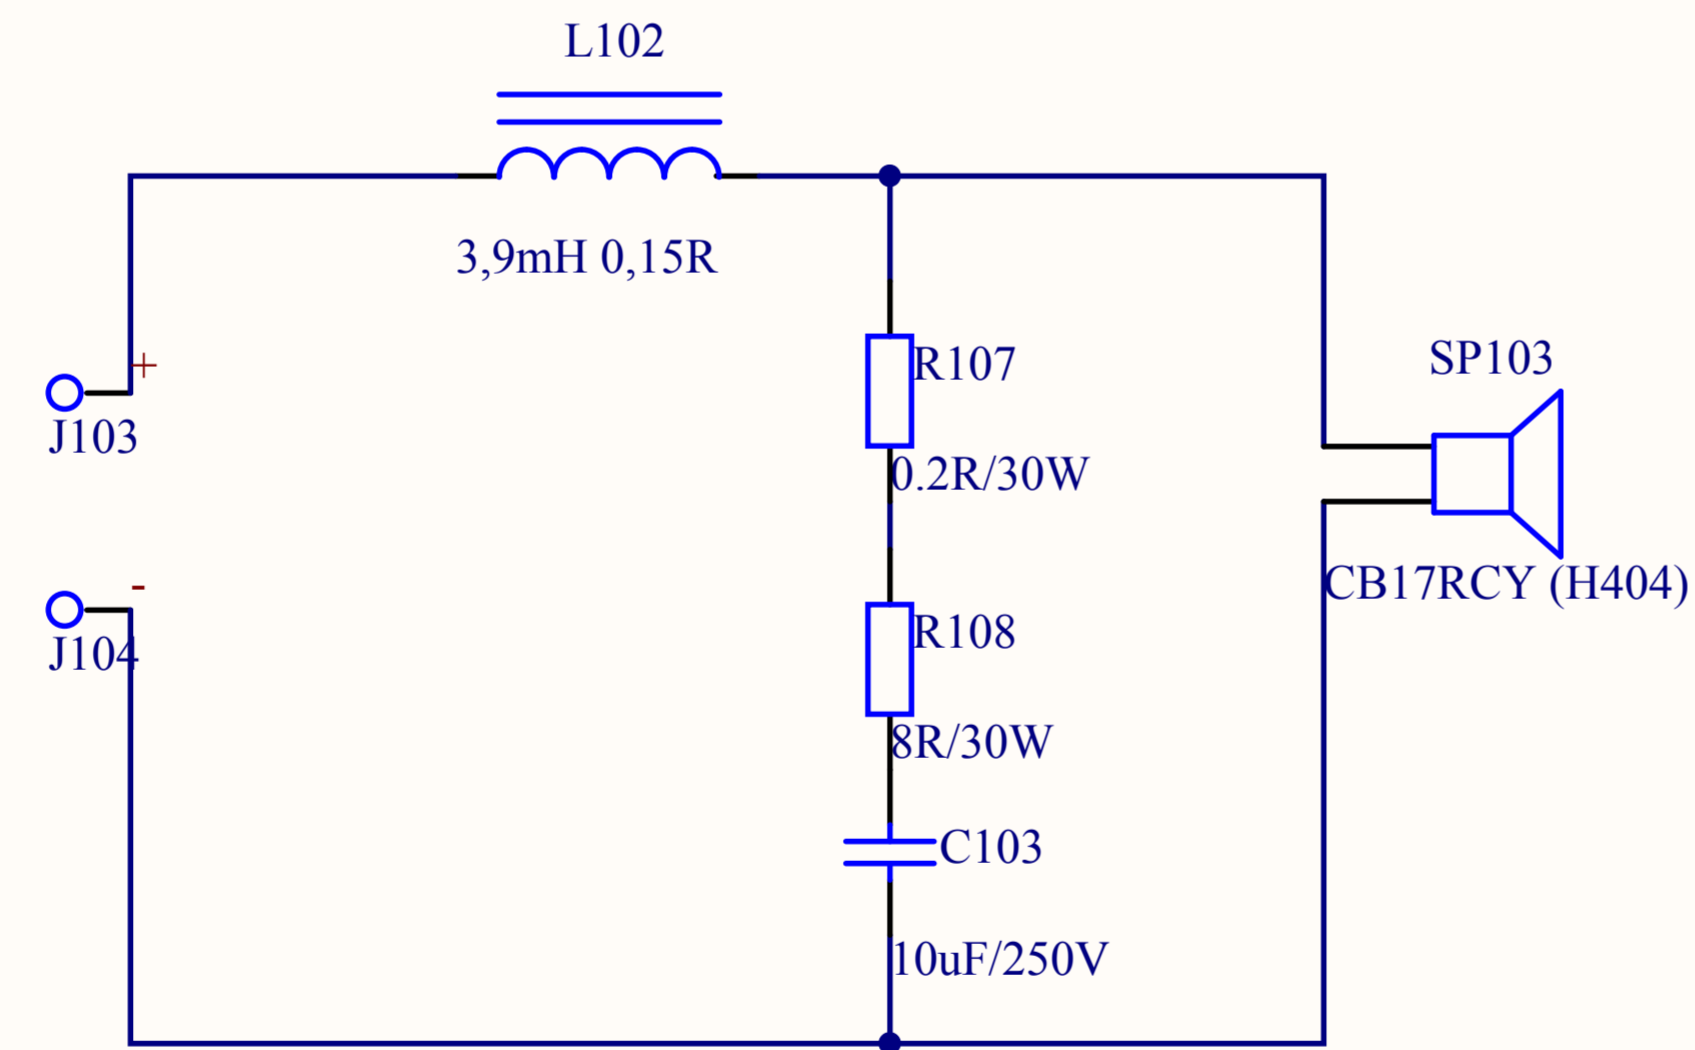 L102
3,9mH 0,15R
+
J103
-
J104
R107
0.2R/30W
R108
8R/30W
C103
10uF/250V
SP103
CB17RCY (H404)